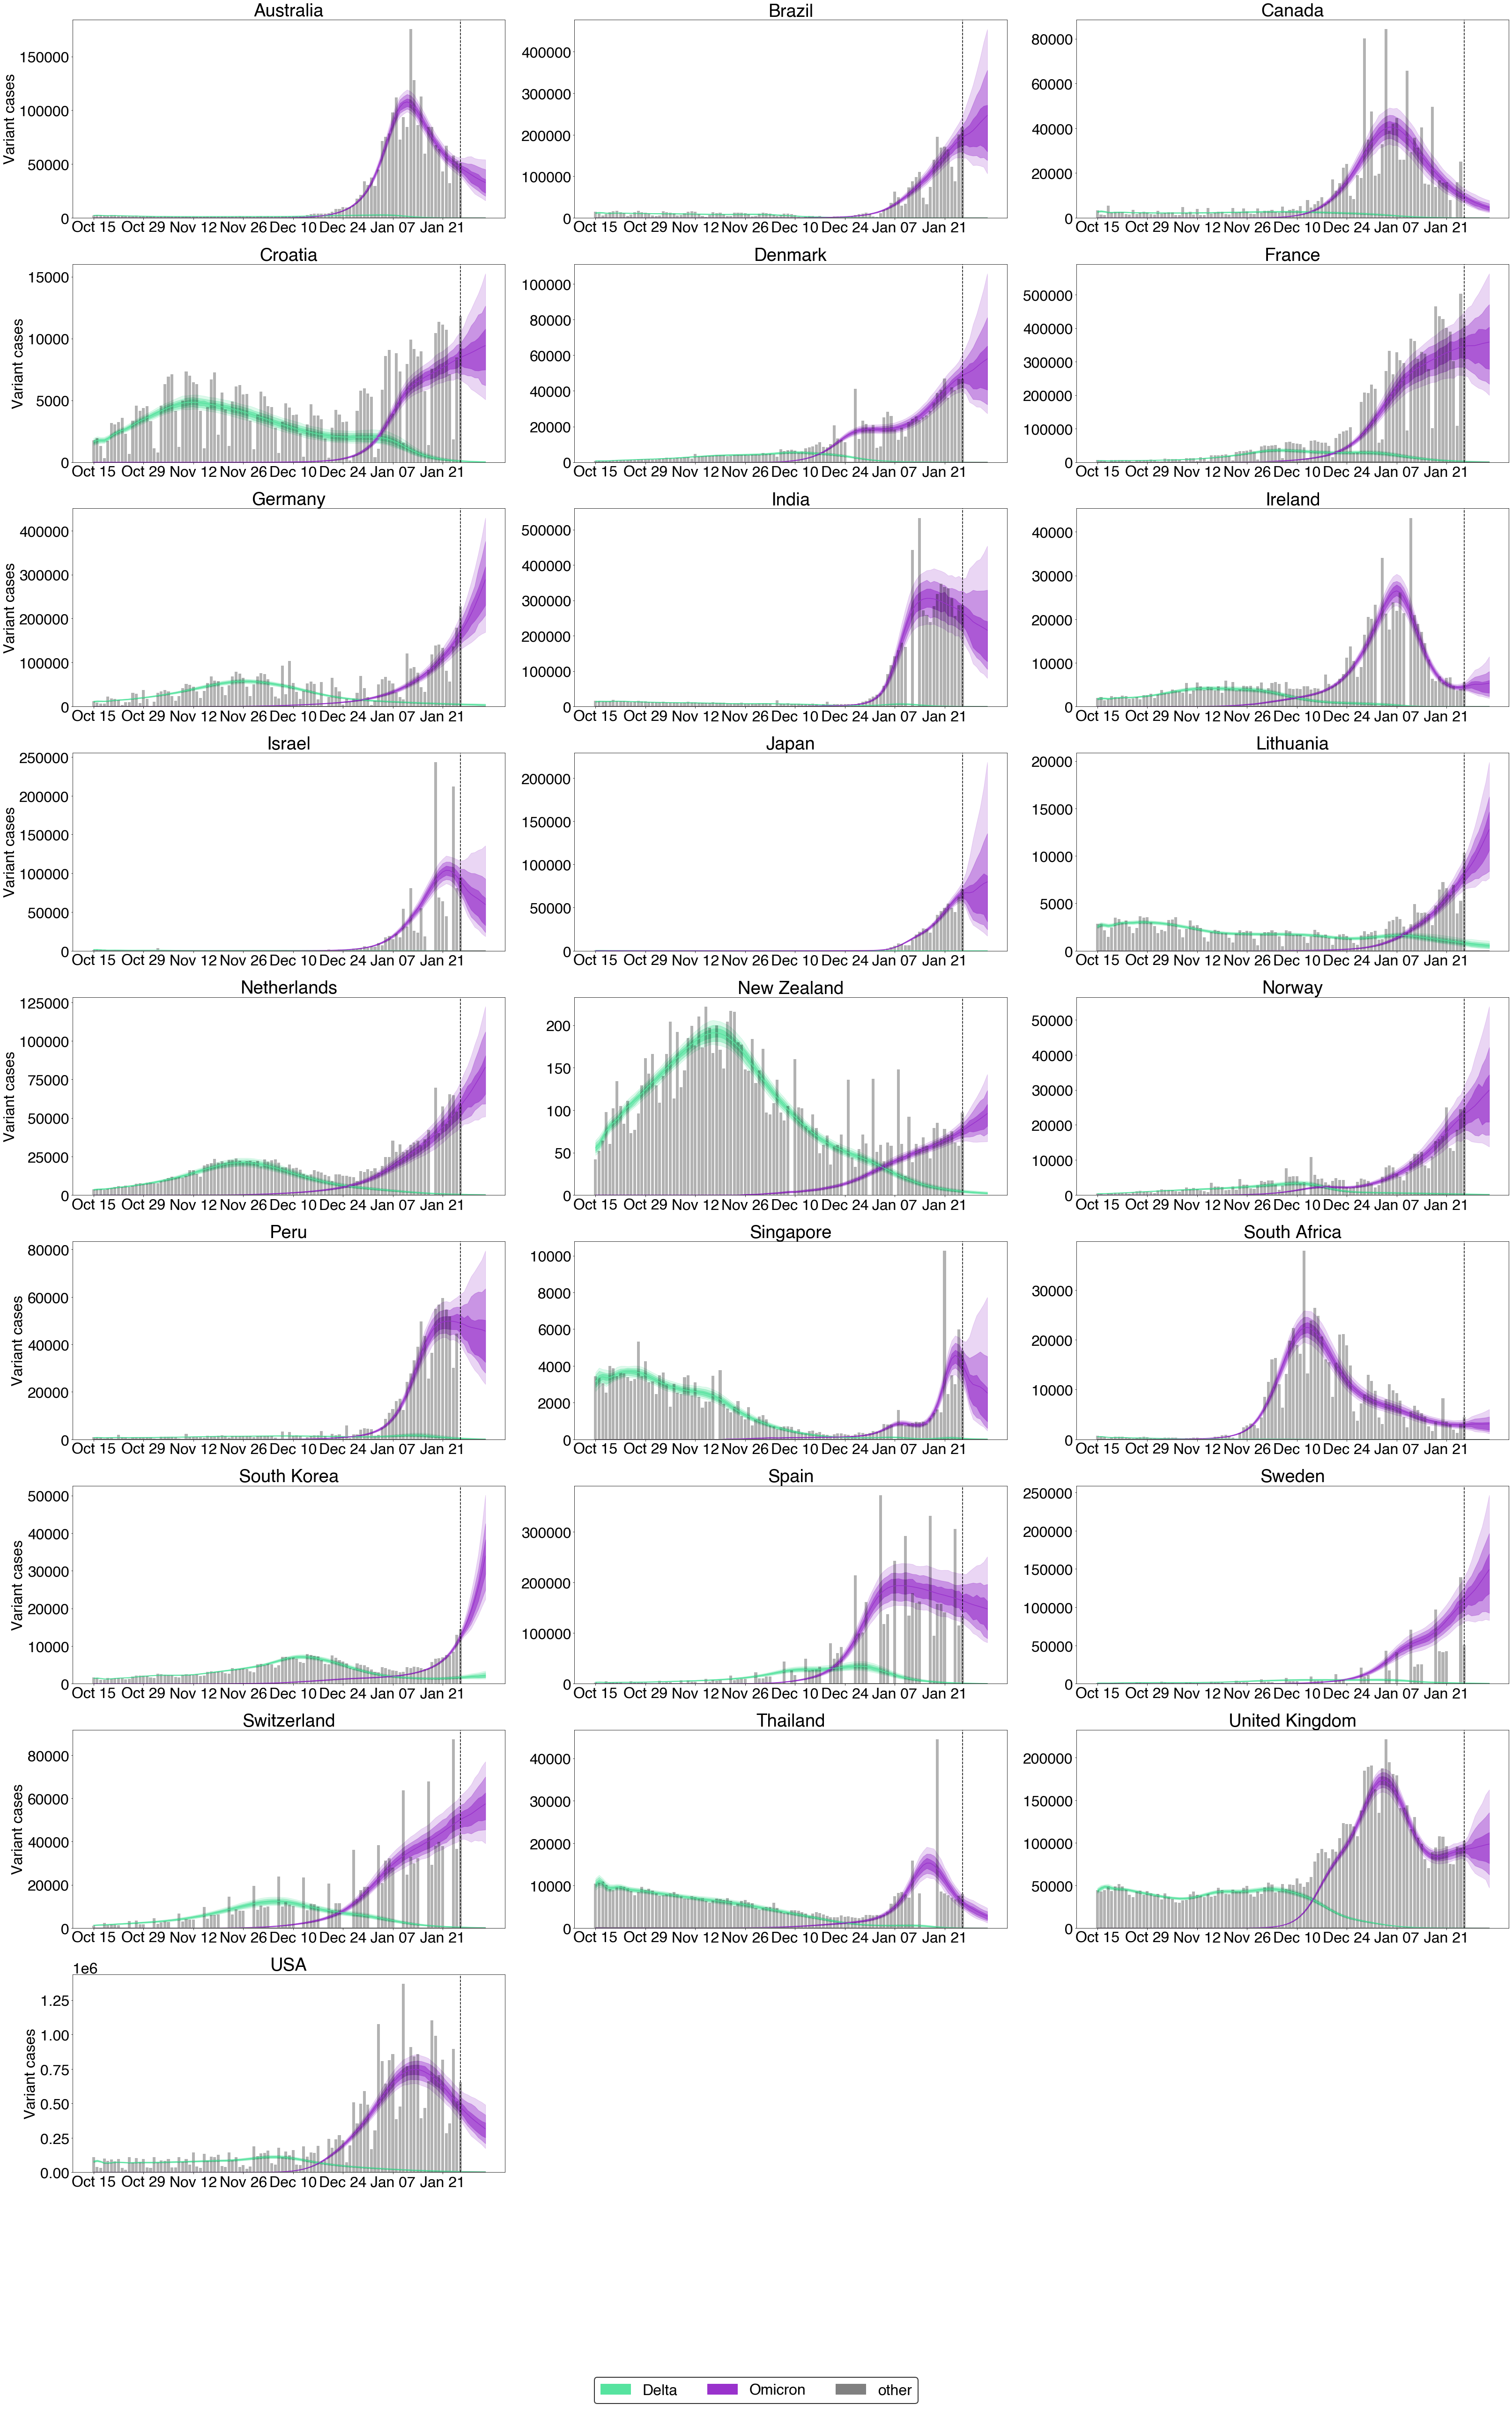 Australia
Variant cases
150000
100000
50000
0
Oct 15 Oct 29 Nov 12 Nov 26 Dec 10 Dec 24 Jan 07 Jan 21
Brazil
400000
300000
200000
100000
0
Oct 15 Oct 29 Nov 12 Nov 26 Dec 10 Dec 24 Jan 07 Jan 21
Canada
80000
60000
40000
20000
0
Oct 15 Oct 29 Nov 12 Nov 26 Dec 10 Dec 24 Jan 07 Jan 21
Croatia
Variant cases
15000
10000
5000
0
Oct 15 Oct 29 Nov 12 Nov 26 Dec 10 Dec 24 Jan 07 Jan 21
Denmark
100000
80000
60000
40000
20000
0
Oct 15 Oct 29 Nov 12 Nov 26 Dec 10 Dec 24 Jan 07 Jan 21
France
500000
400000
300000
200000
100000
0
Oct 15 Oct 29 Nov 12 Nov 26 Dec 10 Dec 24 Jan 07 Jan 21
Germany
Variant cases
400000
300000
200000
100000
0
Oct 15 Oct 29 Nov 12 Nov 26 Dec 10 Dec 24 Jan 07 Jan 21
India
500000
400000
300000
200000
100000
0
Oct 15 Oct 29 Nov 12 Nov 26 Dec 10 Dec 24 Jan 07 Jan 21
Ireland
40000
30000
20000
10000
0
Oct 15 Oct 29 Nov 12 Nov 26 Dec 10 Dec 24 Jan 07 Jan 21
Israel
Variant cases
250000
200000
150000
100000
50000
0
Oct 15 Oct 29 Nov 12 Nov 26 Dec 10 Dec 24 Jan 07 Jan 21
Japan
200000
150000
100000
50000
0
Oct 15 Oct 29 Nov 12 Nov 26 Dec 10 Dec 24 Jan 07 Jan 21
Lithuania
20000
15000
10000
5000
0
Oct 15 Oct 29 Nov 12 Nov 26 Dec 10 Dec 24 Jan 07 Jan 21
Netherlands
Variant cases
125000
100000
75000
50000
25000
0
Oct 15 Oct 29 Nov 12 Nov 26 Dec 10 Dec 24 Jan 07 Jan 21
New Zealand
200
150
100
50
0
Oct 15 Oct 29 Nov 12 Nov 26 Dec 10 Dec 24 Jan 07 Jan 21
Norway
50000
40000
30000
20000
10000
0
Oct 15 Oct 29 Nov 12 Nov 26 Dec 10 Dec 24 Jan 07 Jan 21
Peru
Variant cases
80000
60000
40000
20000
0
Oct 15 Oct 29 Nov 12 Nov 26 Dec 10 Dec 24 Jan 07 Jan 21
Singapore
10000
8000
6000
4000
2000
0
Oct 15 Oct 29 Nov 12 Nov 26 Dec 10 Dec 24 Jan 07 Jan 21
South Africa
30000
20000
10000
0
Oct 15 Oct 29 Nov 12 Nov 26 Dec 10 Dec 24 Jan 07 Jan 21
South Korea
Variant cases
50000
40000
30000
20000
10000
0
Oct 15 Oct 29 Nov 12 Nov 26 Dec 10 Dec 24 Jan 07 Jan 21
Spain
300000
200000
100000
0
Oct 15 Oct 29 Nov 12 Nov 26 Dec 10 Dec 24 Jan 07 Jan 21
Sweden
250000
200000
150000
100000
50000
0
Oct 15 Oct 29 Nov 12 Nov 26 Dec 10 Dec 24 Jan 07 Jan 21
Switzerland
Variant cases
80000
60000
40000
20000
0
Oct 15 Oct 29 Nov 12 Nov 26 Dec 10 Dec 24 Jan 07 Jan 21
Thailand
40000
30000
20000
10000
0
Oct 15 Oct 29 Nov 12 Nov 26 Dec 10 Dec 24 Jan 07 Jan 21
United Kingdom
200000
150000
100000
50000
0
Oct 15 Oct 29 Nov 12 Nov 26 Dec 10 Dec 24 Jan 07 Jan 21
USA
1e6
Variant cases
1.25
1.00
0.75
0.50
0.25
0.00
Oct 15 Oct 29 Nov 12 Nov 26 Dec 10 Dec 24 Jan 07 Jan 21
Delta Omicron other